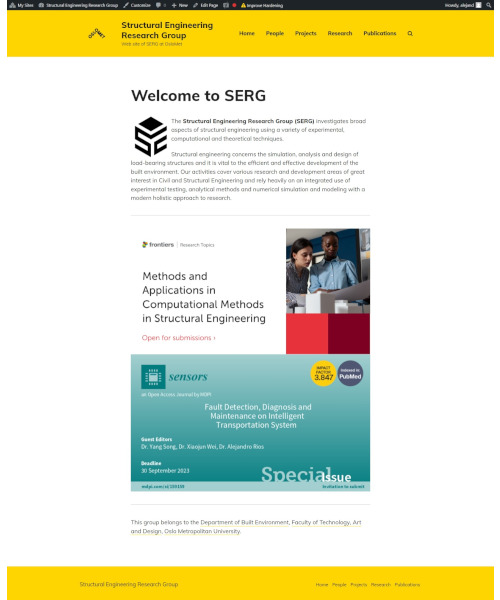 My Sites Structural Engineering Research Group Customise 0 New Edit Page Improve Hardening
Howdy, alejend
Structural Engineering
Research Group
Web site of SERG at OsloMet
Home People Projects Research Publications
Welcome to SERG
The Structural Engineering Research Group (SERG) investigates broad
aspects of structural engineering using a variety of experimental,
computational and theoretical techniques.
Structural engineering concerns the simulation, analysis and design of
load-bearing structures and it is vital to the efficient and effective development of the
built environment. Our activities cover various research and development areas of great
interest in Civil and Structural Engineering and rely heavily on an integrated use of
experimental testing, analytical methods and numerical simulation and modeling with a
modern holistic approach to research.
frontiers | Research Topics
Methods and
Applications in
Computational Methods
in Structural Engineering
Open for submissions ›
sensors
an Open Access Journal by MDPI
IMPACT
FACTOR
3.847
Indexed in
PubMed
Fault Detection, Diagnosis and
Maintenance on Intelligent
Transportation System
Guest Editors
Dr. Yang Song, Dr. Xiaojun Wei, Dr. Alejandro Rios
Deadline
30 September 2023
Special Issue
Invitation to submit
This group belongs to the Department of Built Environment, Faculty of Technology, Art
and Design, Oslo Metropolitan University.
Structural Engineering Research Group
Home People Projects Research Publications